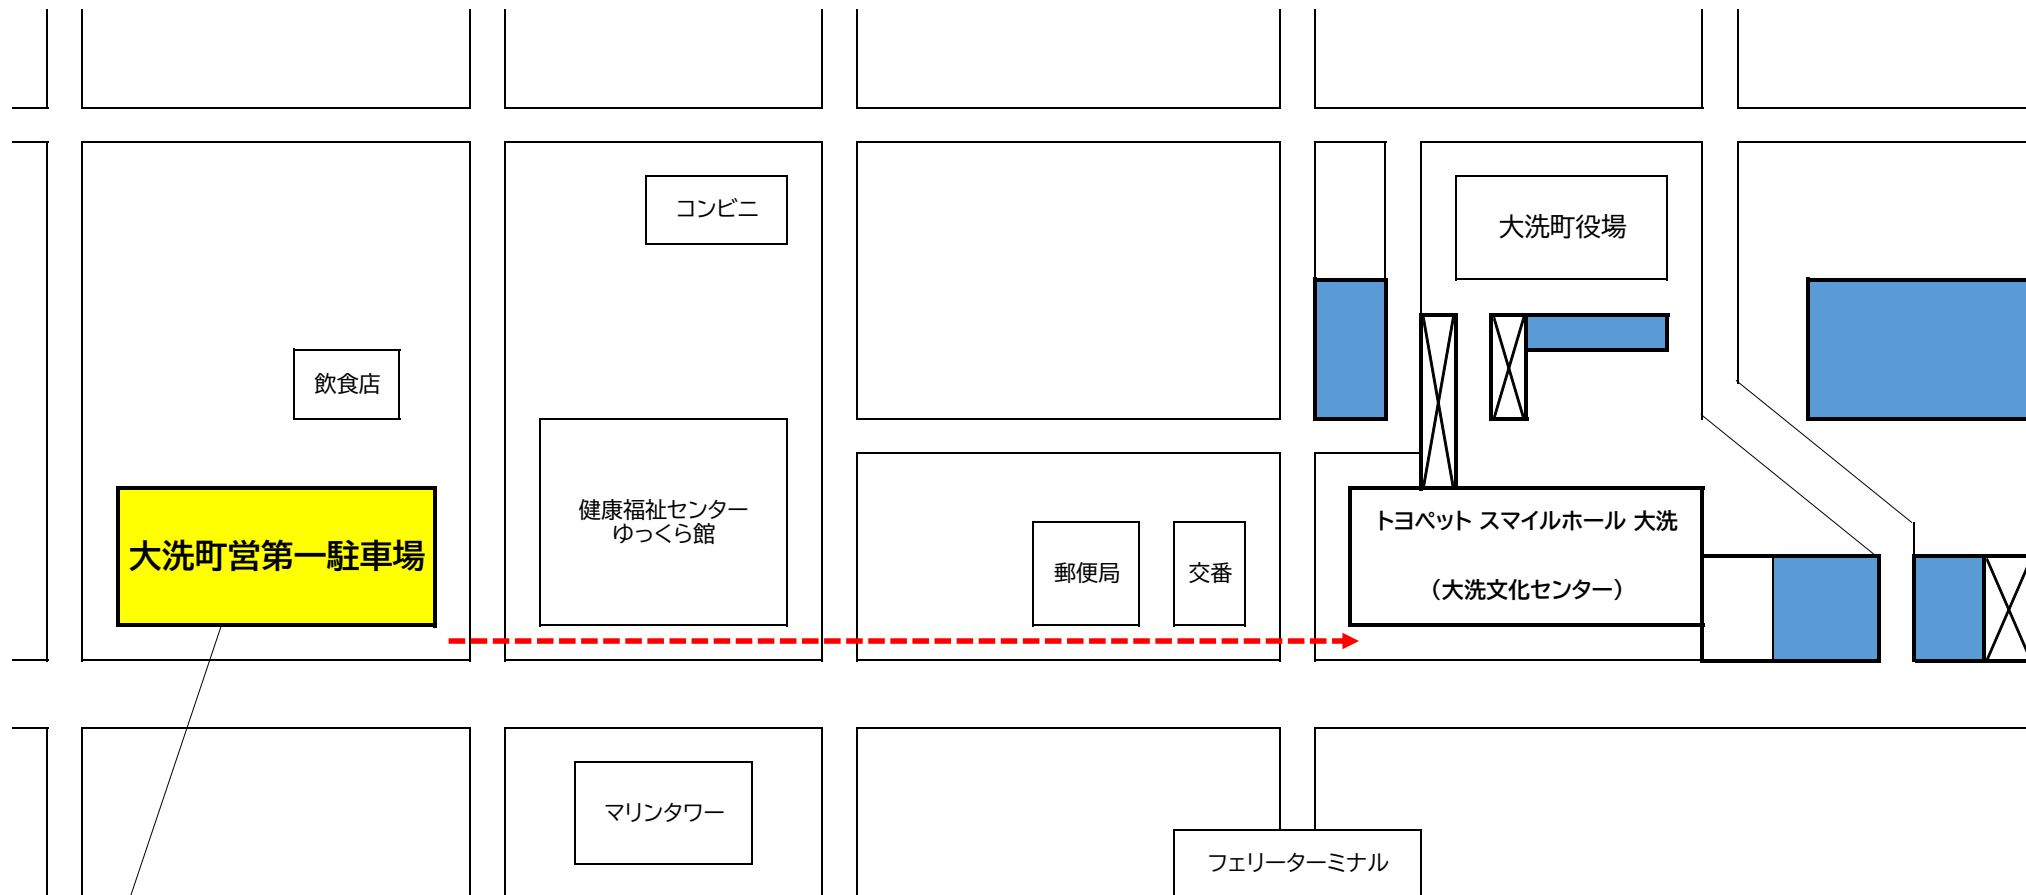 コンビニ
大洗町役場
飲食店
大洗町営第一駐車場
健康福祉センター
ゆっくら館
郵便局
交番
トヨペット スマイルホール 大洗
（大洗文化センター）
マリンタワー
フェリーターミナル